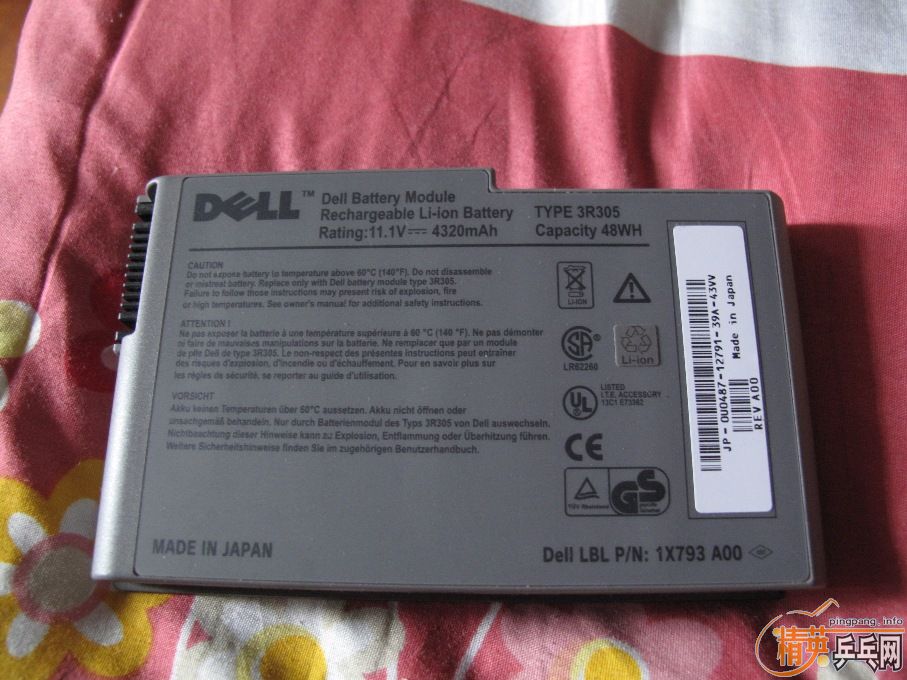 DELL™
Dell Battery Module
Rechargeable Li-ion Battery
Rating:11.1V⎓ 4320mAh
TYPE 3R305
Capacity 48WH
CAUTION
Do not expose battery to temperature above 60°C (140°F). Do not disassemble
or mistreat battery. Replace only with Dell battery module type 3R305.
Failure to follow those instructions may present risk of explosion, fire
or high temperatures. See owner's manual for additional safety instructions.
ATTENTION !
Ne pas exposer la batterie à une température supérieure à 60 °C (140 °F). Ne pas démonter
ou faire de mauvaises manipulations sur la batterie. Ne remplacer que par un module
de pile Dell de type 3R305. Le non-respect des présentes instructions peut entraîner
des risques d'explosion, d'incendie ou d'échauffement. Pour en savoir plus sur
les règles de sécurité, se reporter au guide d'utilisation.
VORSICHT
Akku keinen Temperaturen über 60°C aussetzen. Akku nicht öffnen oder
unsachgemäß behandeln. Nur durch Batterienmodul des Typs 3R305 von Dell auswechseln.
Nichtbeachtung dieser Hinweise kann zu Explosion, Entflammung oder Überhitzung führen.
Weitere Sicherheitshinweise finden Sie im zugehörigen Benutzerhandbuch.
LI-ION
SA
LR62260
Li-ion
UL
LISTED
I.T.E. ACCESSORY
13C1 E73362
CE
TÜV Rheinland
GS
JP-0U0487-12791-39A-43VV
Made in Japan
REV A00
MADE IN JAPAN
Dell LBL P/N: 1X793 A00
pingpang.info
精英乒乓网